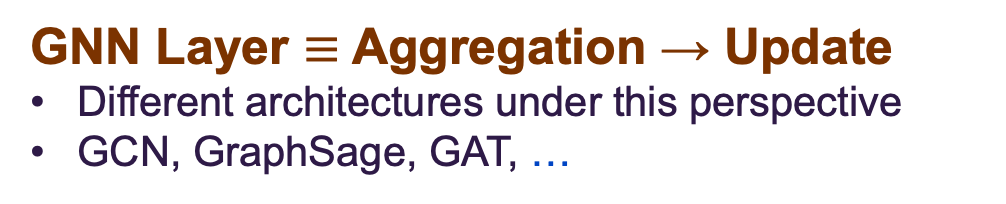 GNN Layer ≡ Aggregation → Update
• Different architectures under this perspective
• GCN, GraphSage, GAT, …